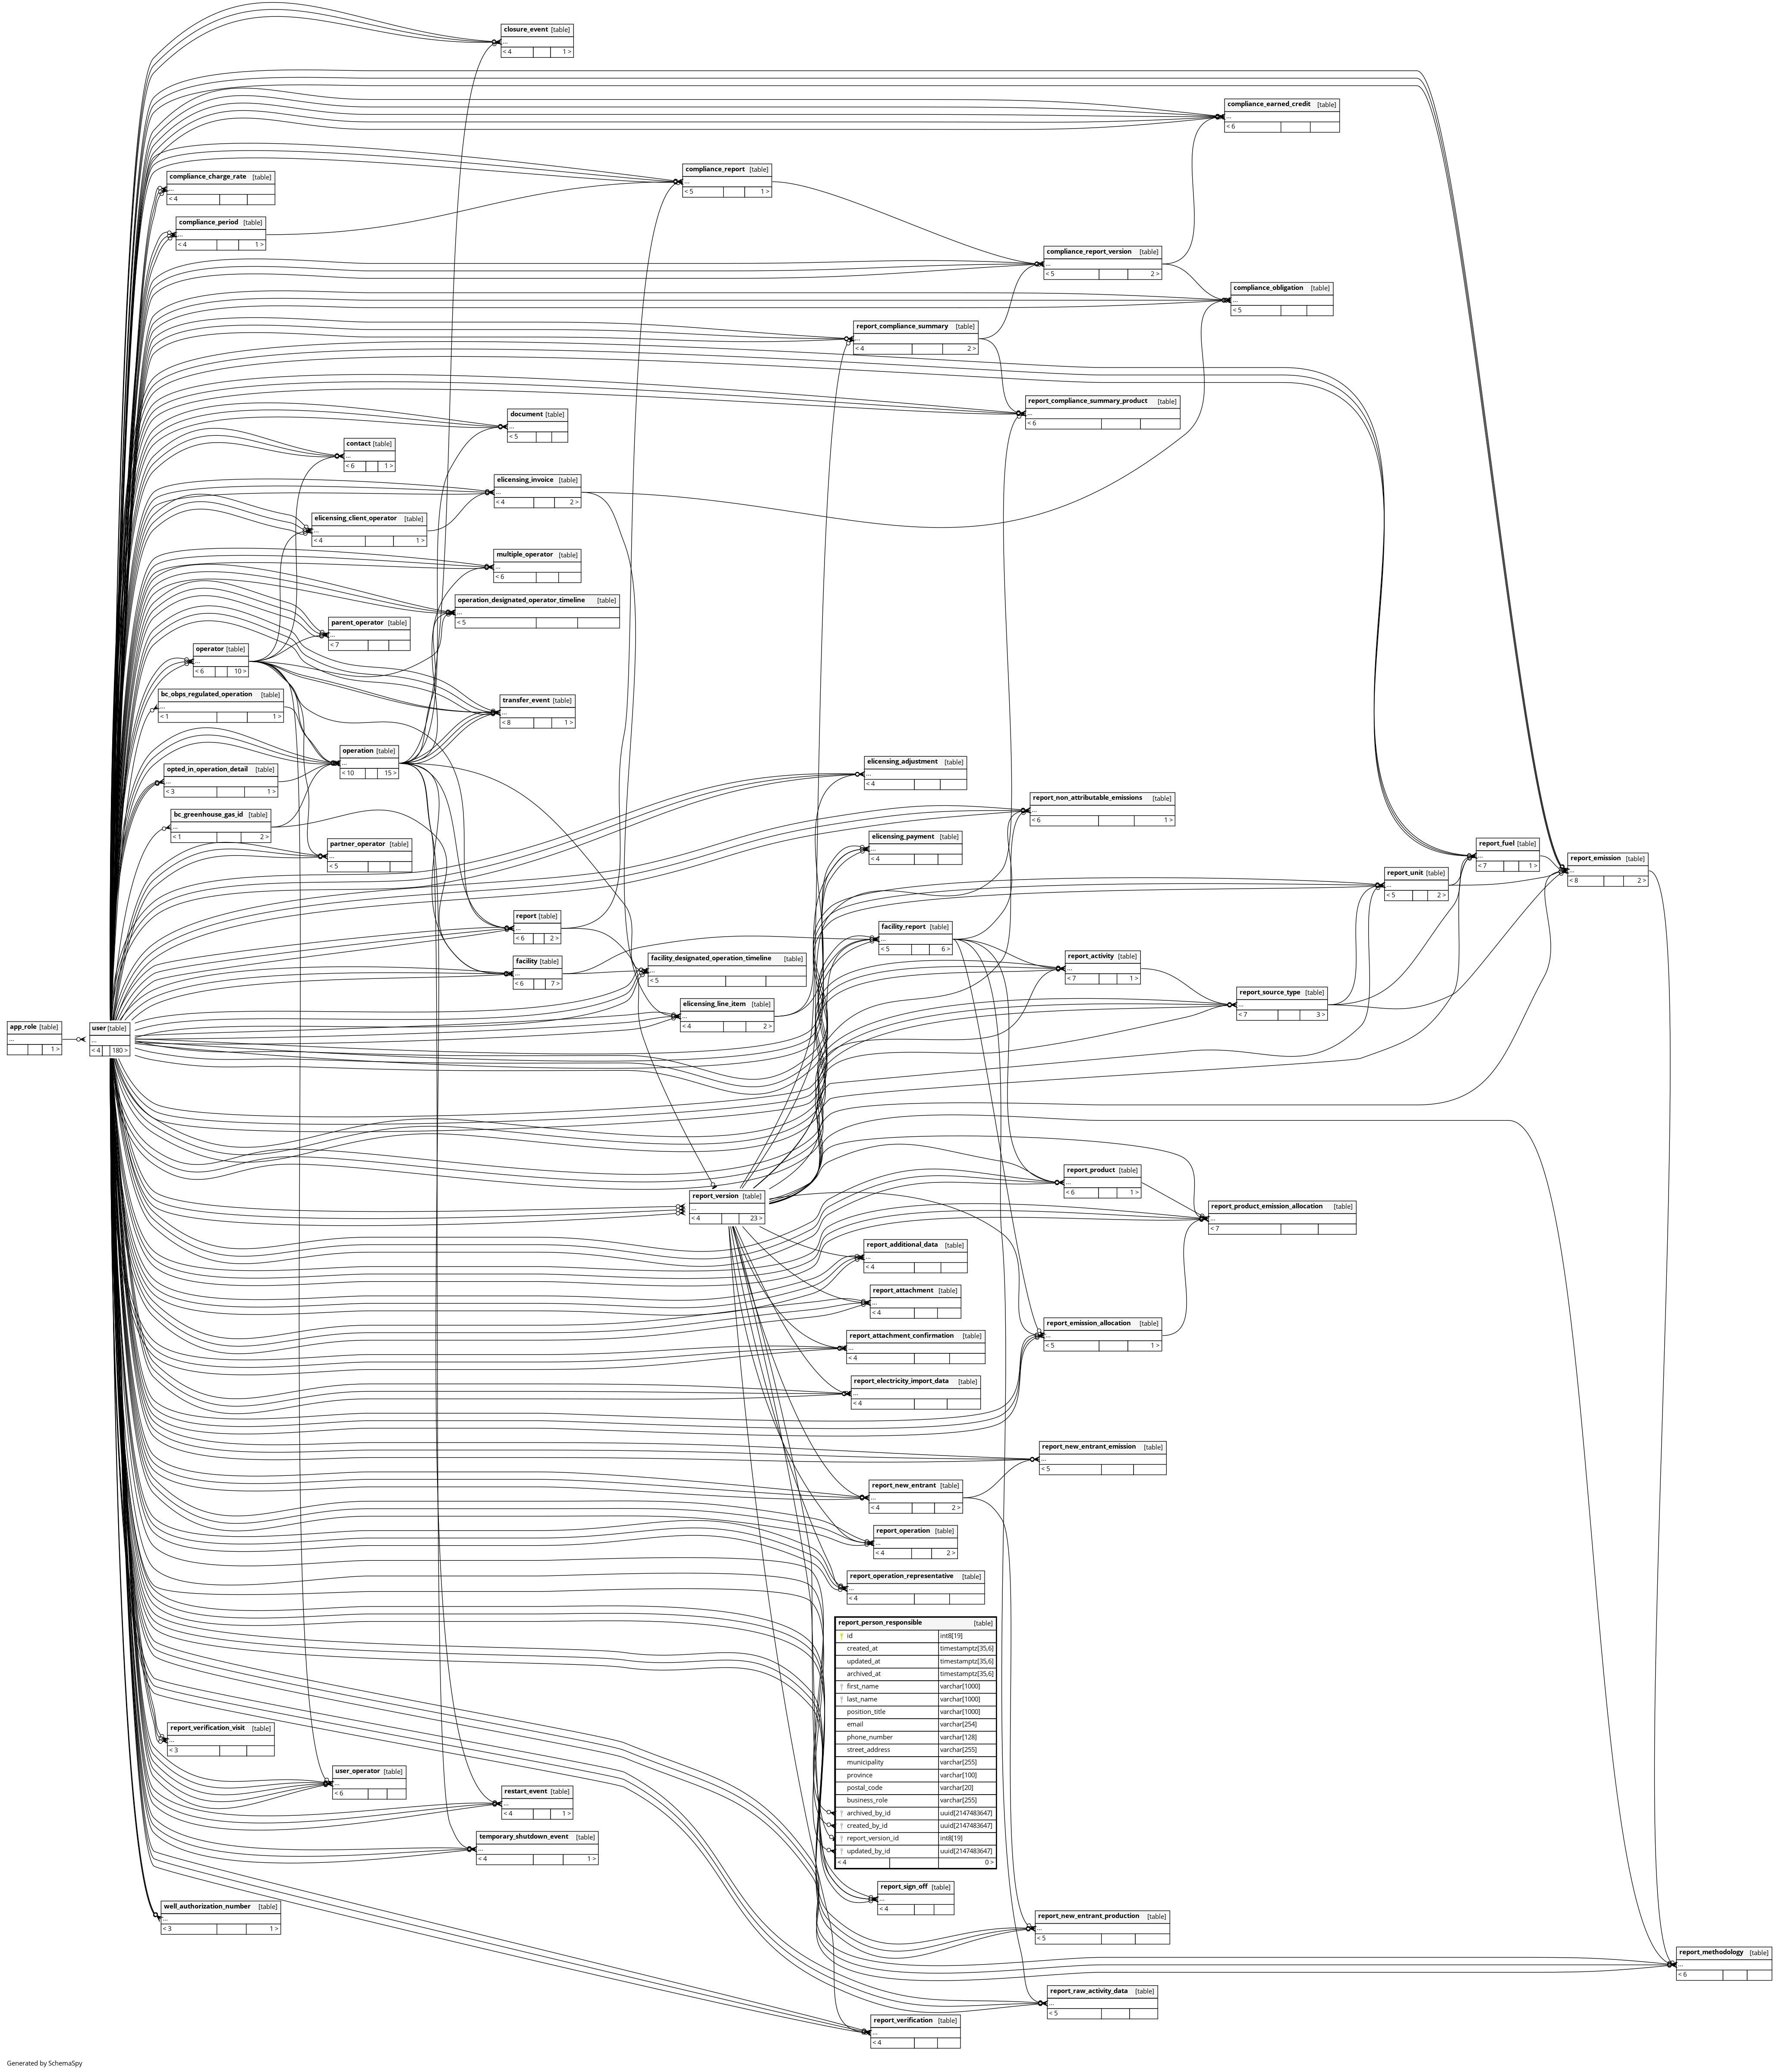 closure_event [table]
...
< 4 1 >
compliance_earned_credit [table]
...
< 6
compliance_report [table]
...
< 5 1 >
compliance_charge_rate [table]
...
< 4
compliance_period [table]
...
< 4 1 >
compliance_report_version [table]
...
< 5 2 >
compliance_obligation [table]
...
< 5
report_compliance_summary [table]
...
< 4 2 >
report_compliance_summary_product [table]
...
< 6
document [table]
...
< 5
contact [table]
...
< 6 1 >
elicensing_invoice [table]
...
< 4 2 >
elicensing_client_operator [table]
...
< 4 1 >
multiple_operator [table]
...
< 6
operation_designated_operator_timeline [table]
...
< 5
parent_operator [table]
...
< 7
operator [table]
...
< 6 10 >
bc_obps_regulated_operation [table]
...
< 1 1 >
transfer_event [table]
...
< 8 1 >
operation [table]
...
< 10 15 >
opted_in_operation_detail [table]
...
< 3 1 >
elicensing_adjustment [table]
...
< 4
report_non_attributable_emissions [table]
...
< 6 1 >
bc_greenhouse_gas_id [table]
...
< 1 2 >
partner_operator [table]
...
< 5
elicensing_payment [table]
...
< 4
report_fuel [table]
...
< 7 1 >
report_emission [table]
...
< 8 2 >
report_unit [table]
...
< 5 2 >
report [table]
...
< 6 2 >
facility_report [table]
...
< 5 6 >
facility [table]
...
< 6 7 >
facility_designated_operation_timeline [table]
...
< 5
report_activity [table]
...
< 7 1 >
report_source_type [table]
...
< 7 3 >
elicensing_line_item [table]
...
< 4 2 >
app_role [table]
...
1 >
user [table]
...
< 4 180 >
report_product [table]
...
< 6 1 >
report_version [table]
...
< 4 23 >
report_product_emission_allocation [table]
...
< 7
report_additional_data [table]
...
< 4
report_attachment [table]
...
< 4
report_emission_allocation [table]
...
< 5 1 >
report_attachment_confirmation [table]
...
< 4
report_electricity_import_data [table]
...
< 4
report_new_entrant_emission [table]
...
< 5
report_new_entrant [table]
...
< 4 2 >
report_operation [table]
...
< 4 2 >
report_operation_representative [table]
...
< 4
report_person_responsible [table]
id int8[19]
created_at timestamptz[35,6]
updated_at timestamptz[35,6]
archived_at timestamptz[35,6]
first_name varchar[1000]
last_name varchar[1000]
position_title varchar[1000]
email varchar[254]
phone_number varchar[128]
street_address varchar[255]
municipality varchar[255]
province varchar[100]
postal_code varchar[20]
business_role varchar[255]
archived_by_id uuid[2147483647]
created_by_id uuid[2147483647]
report_version_id int8[19]
updated_by_id uuid[2147483647]
< 4 0 >
report_verification_visit [table]
...
< 3
user_operator [table]
...
< 6
restart_event [table]
...
< 4 1 >
temporary_shutdown_event [table]
...
< 4 1 >
report_sign_off [table]
...
< 4
well_authorization_number [table]
...
< 3 1 >
report_new_entrant_production [table]
...
< 5
report_methodology [table]
...
< 6
report_raw_activity_data [table]
...
< 5
report_verification [table]
...
< 4
Generated by SchemaSpy